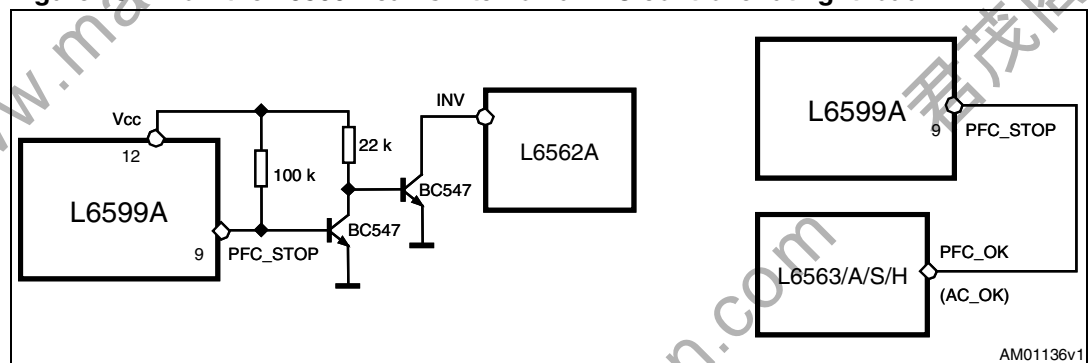 Vcc
12
100 k
22 k
L6599A
9
PFC_STOP
BC547
BC547
INV
L6562A
L6599A
9
PFC_STOP
L6563/A/S/H
PFC_OK
(AC_OK)
AM01136v1